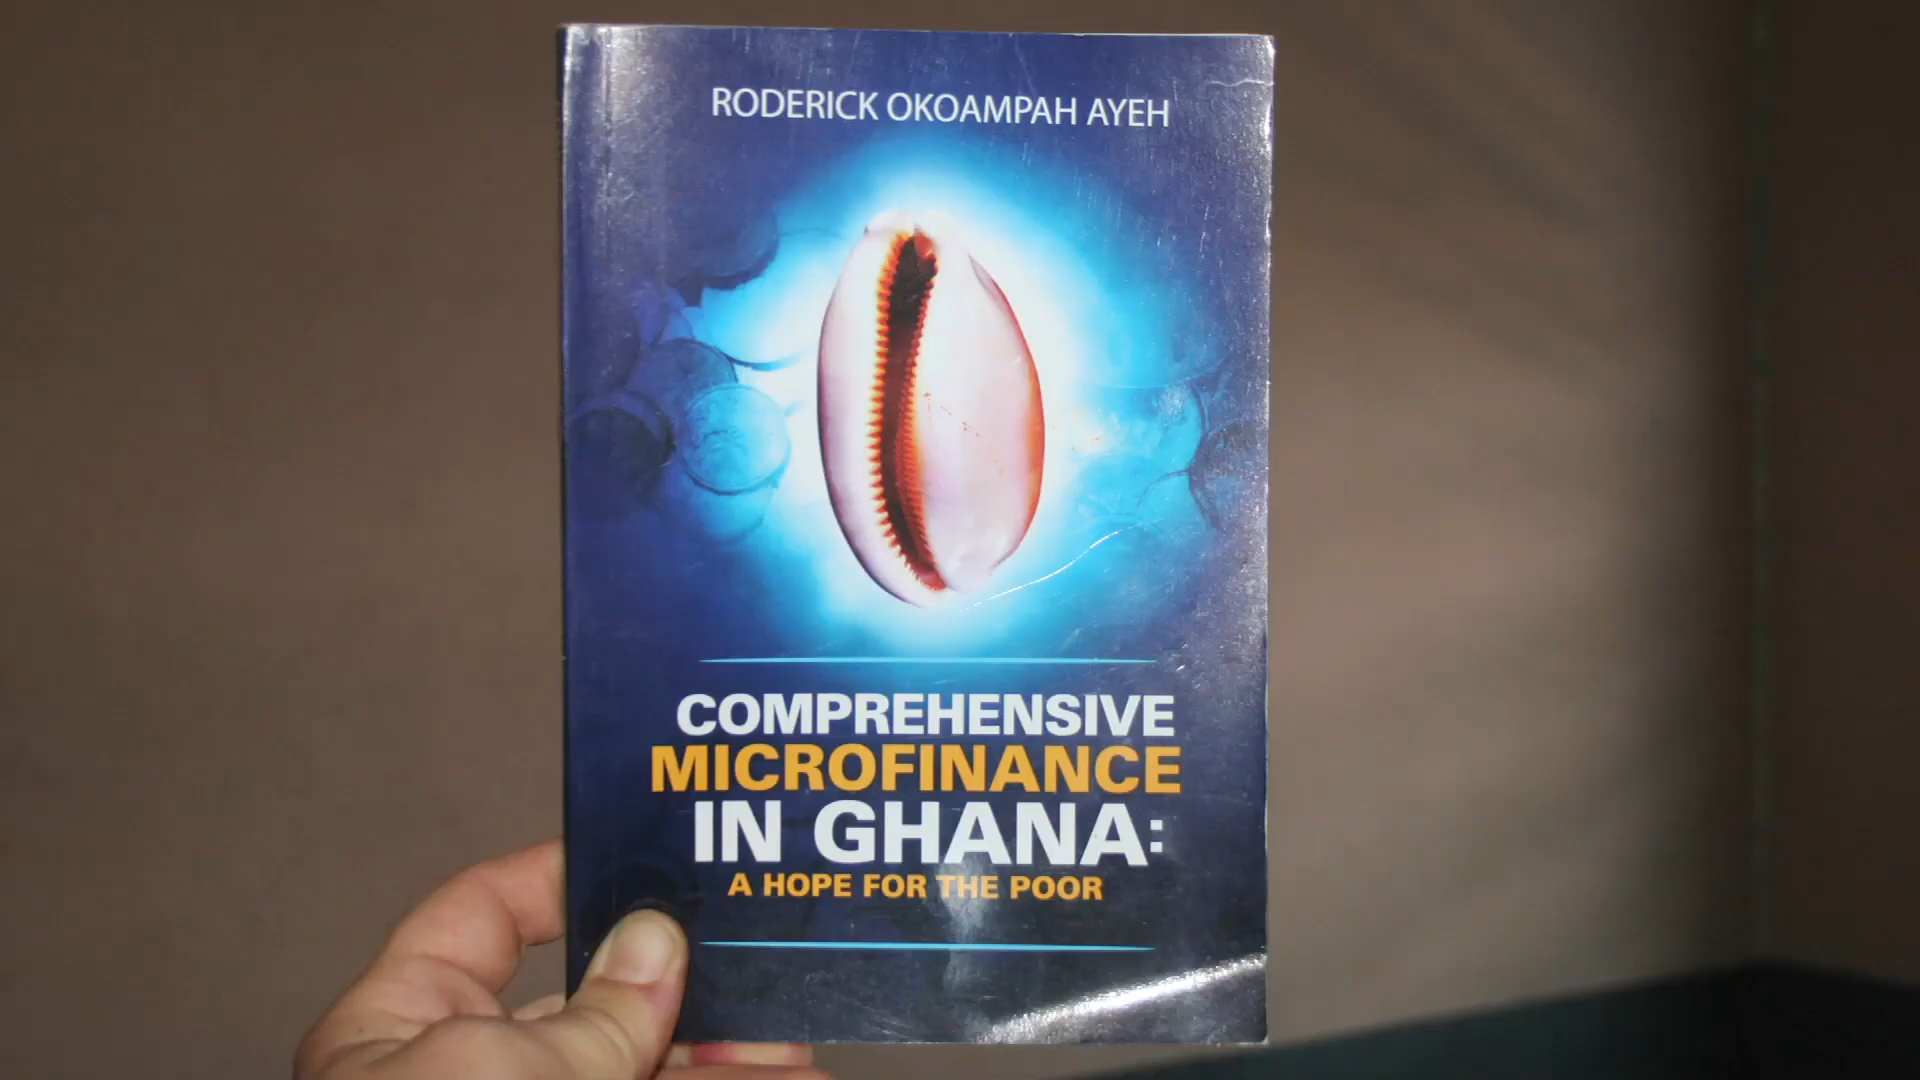 RODERICK OKOAMPAH AYEH
COMPREHENSIVE
MICROFINANCE
IN GHANA:
A HOPE FOR THE POOR